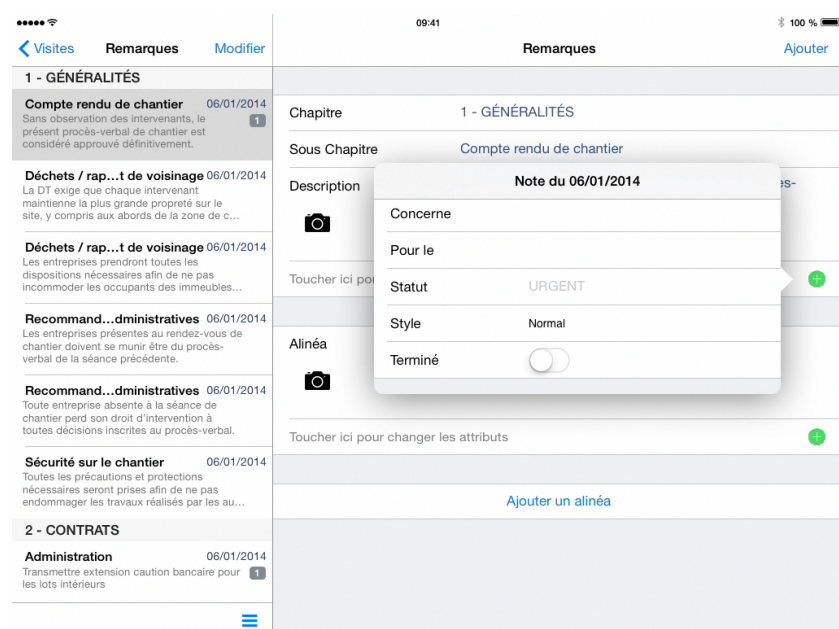 09:41
100 %
Visites
Remarques
Modifier
1 - GÉNÉRALITÉS
Compte rendu de chantier 06/01/2014
Sans observation des intervenants, le
présent procès-verbal de chantier est
considéré approuvé définitivement.
1
Déchets / rap...t de voisinage 06/01/2014
La DT exige que chaque intervenant
maintienne la plus grande propreté sur le
site, y compris aux abords de la zone de c...
Déchets / rap...t de voisinage 06/01/2014
Les entreprises prendront toutes les
dispositions nécessaires afin de ne pas
incommoder les occupants des immeubles...
Recommand...dministratives 06/01/2014
Les entreprises présentes au rendez-vous de
chantier doivent se munir être du procès-
verbal de la séance précédente.
Recommand...dministratives 06/01/2014
Toute entreprise absente à la séance de
chantier perd son droit d'intervention à
toutes décisions inscrites au procès-verbal.
Sécurité sur le chantier 06/01/2014
Toutes les précautions et protections
nécessaires seront prises afin de ne pas
endommager les travaux réalisés par les au...
2 - CONTRATS
Administration 06/01/2014
Transmettre extension caution bancaire pour
les lots intérieurs
1
Remarques
Ajouter
Chapitre 1 - GÉNÉRALITÉS
Sous Chapitre Compte rendu de chantier
Description
es-
Toucher ici pou
Note du 06/01/2014
Concerne
Pour le
Statut URGENT
Style Normal
Terminé
Alinéa
Toucher ici pour changer les attributs
Ajouter un alinéa